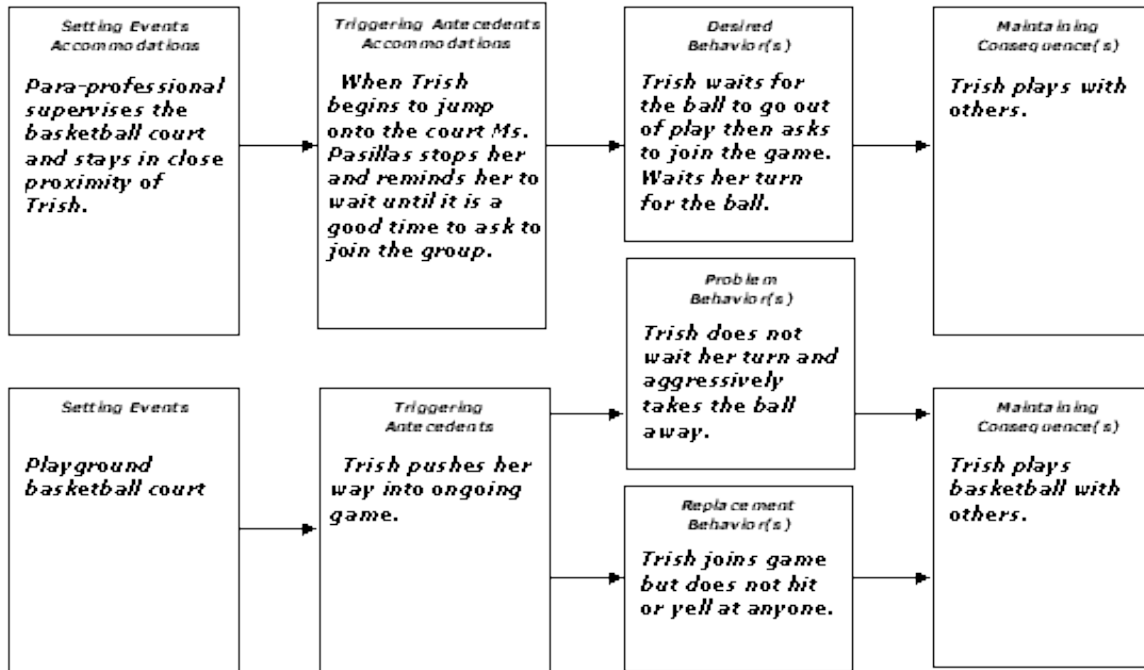 Setting Events
Accommodations
Para-professional
supervises the
basketball court
and stays in close
proximity of
Trish.
Triggering Antecedents
Accommodations
When Trish
begins to jump
onto the court Ms.
Pasillas stops her
and reminds her to
wait until it is a
good time to ask to
join the group.
Desired
Behavior(s)
Trish waits for
the ball to go out
of play then asks
to join the game.
Waits her turn
for the ball.
Maintaining
Consequence(s)
Trish plays with
others.
Setting Events
Playground
basketball court
Triggering
Antecedents
Trish pushes her
way into ongoing
game.
Problem
Behavior(s)
Trish does not
wait her turn and
aggressively
takes the ball
away.
Replacement
Behavior(s)
Trish joins game
but does not hit
or yell at anyone.
Maintaining
Consequence(s)
Trish plays
basketball with
others.